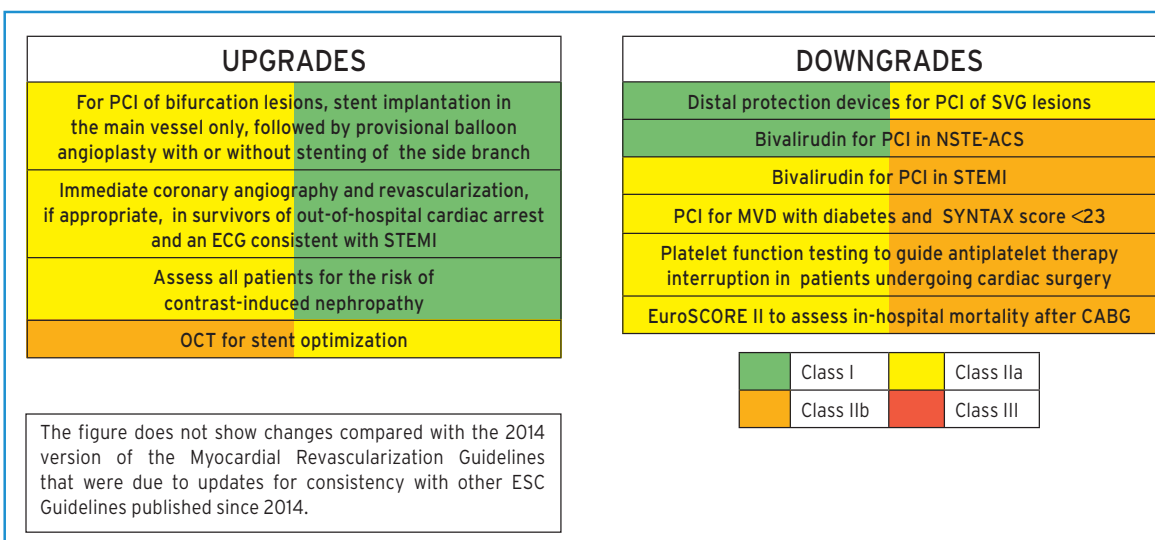 UPGRADES
For PCI of bifurcation lesions, stent implantation in
the main vessel only, followed by provisional balloon
angioplasty with or without stenting of the side branch
Immediate coronary angiography and revascularization,
if appropriate, in survivors of out-of-hospital cardiac arrest
and an ECG consistent with STEMI
Assess all patients for the risk of
contrast-induced nephropathy
OCT for stent optimization
The figure does not show changes compared with the 2014
version of the Myocardial Revascularization Guidelines
that were due to updates for consistency with other ESC
Guidelines published since 2014.
DOWNGRADES
Distal protection devices for PCI of SVG lesions
Bivalirudin for PCI in NSTE-ACS
Bivalirudin for PCI in STEMI
PCI for MVD with diabetes and SYNTAX score <23
Platelet function testing to guide antiplatelet therapy
interruption in patients undergoing cardiac surgery
EuroSCORE II to assess in-hospital mortality after CABG
Class I
Class IIa
Class IIb
Class III